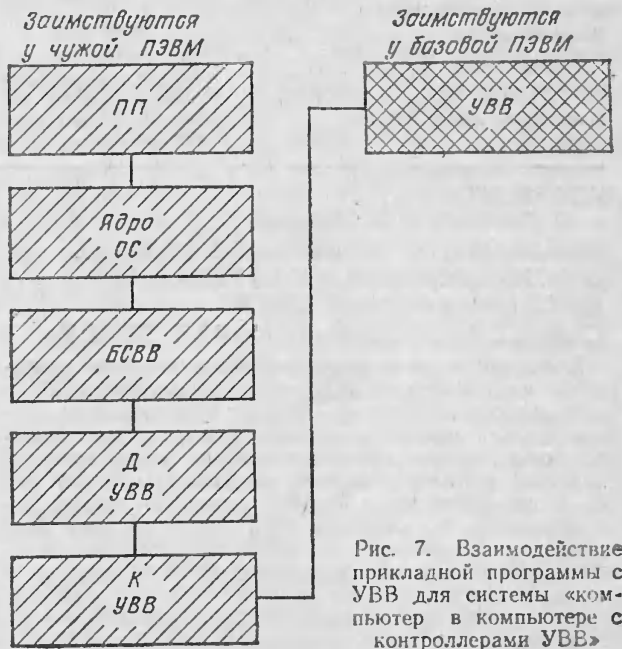 Заимствуются
у чужой ПЭВМ
Заимствуются
у базовой ПЭВМ
ПП
УВВ
Ядро
ОС
БСВВ
Д
УВВ
К
УВВ
Рис. 7. Взаимодействие
прикладной программы с
УВВ для системы «ком-
пьютер в компьютере с
контроллерами УВВ»